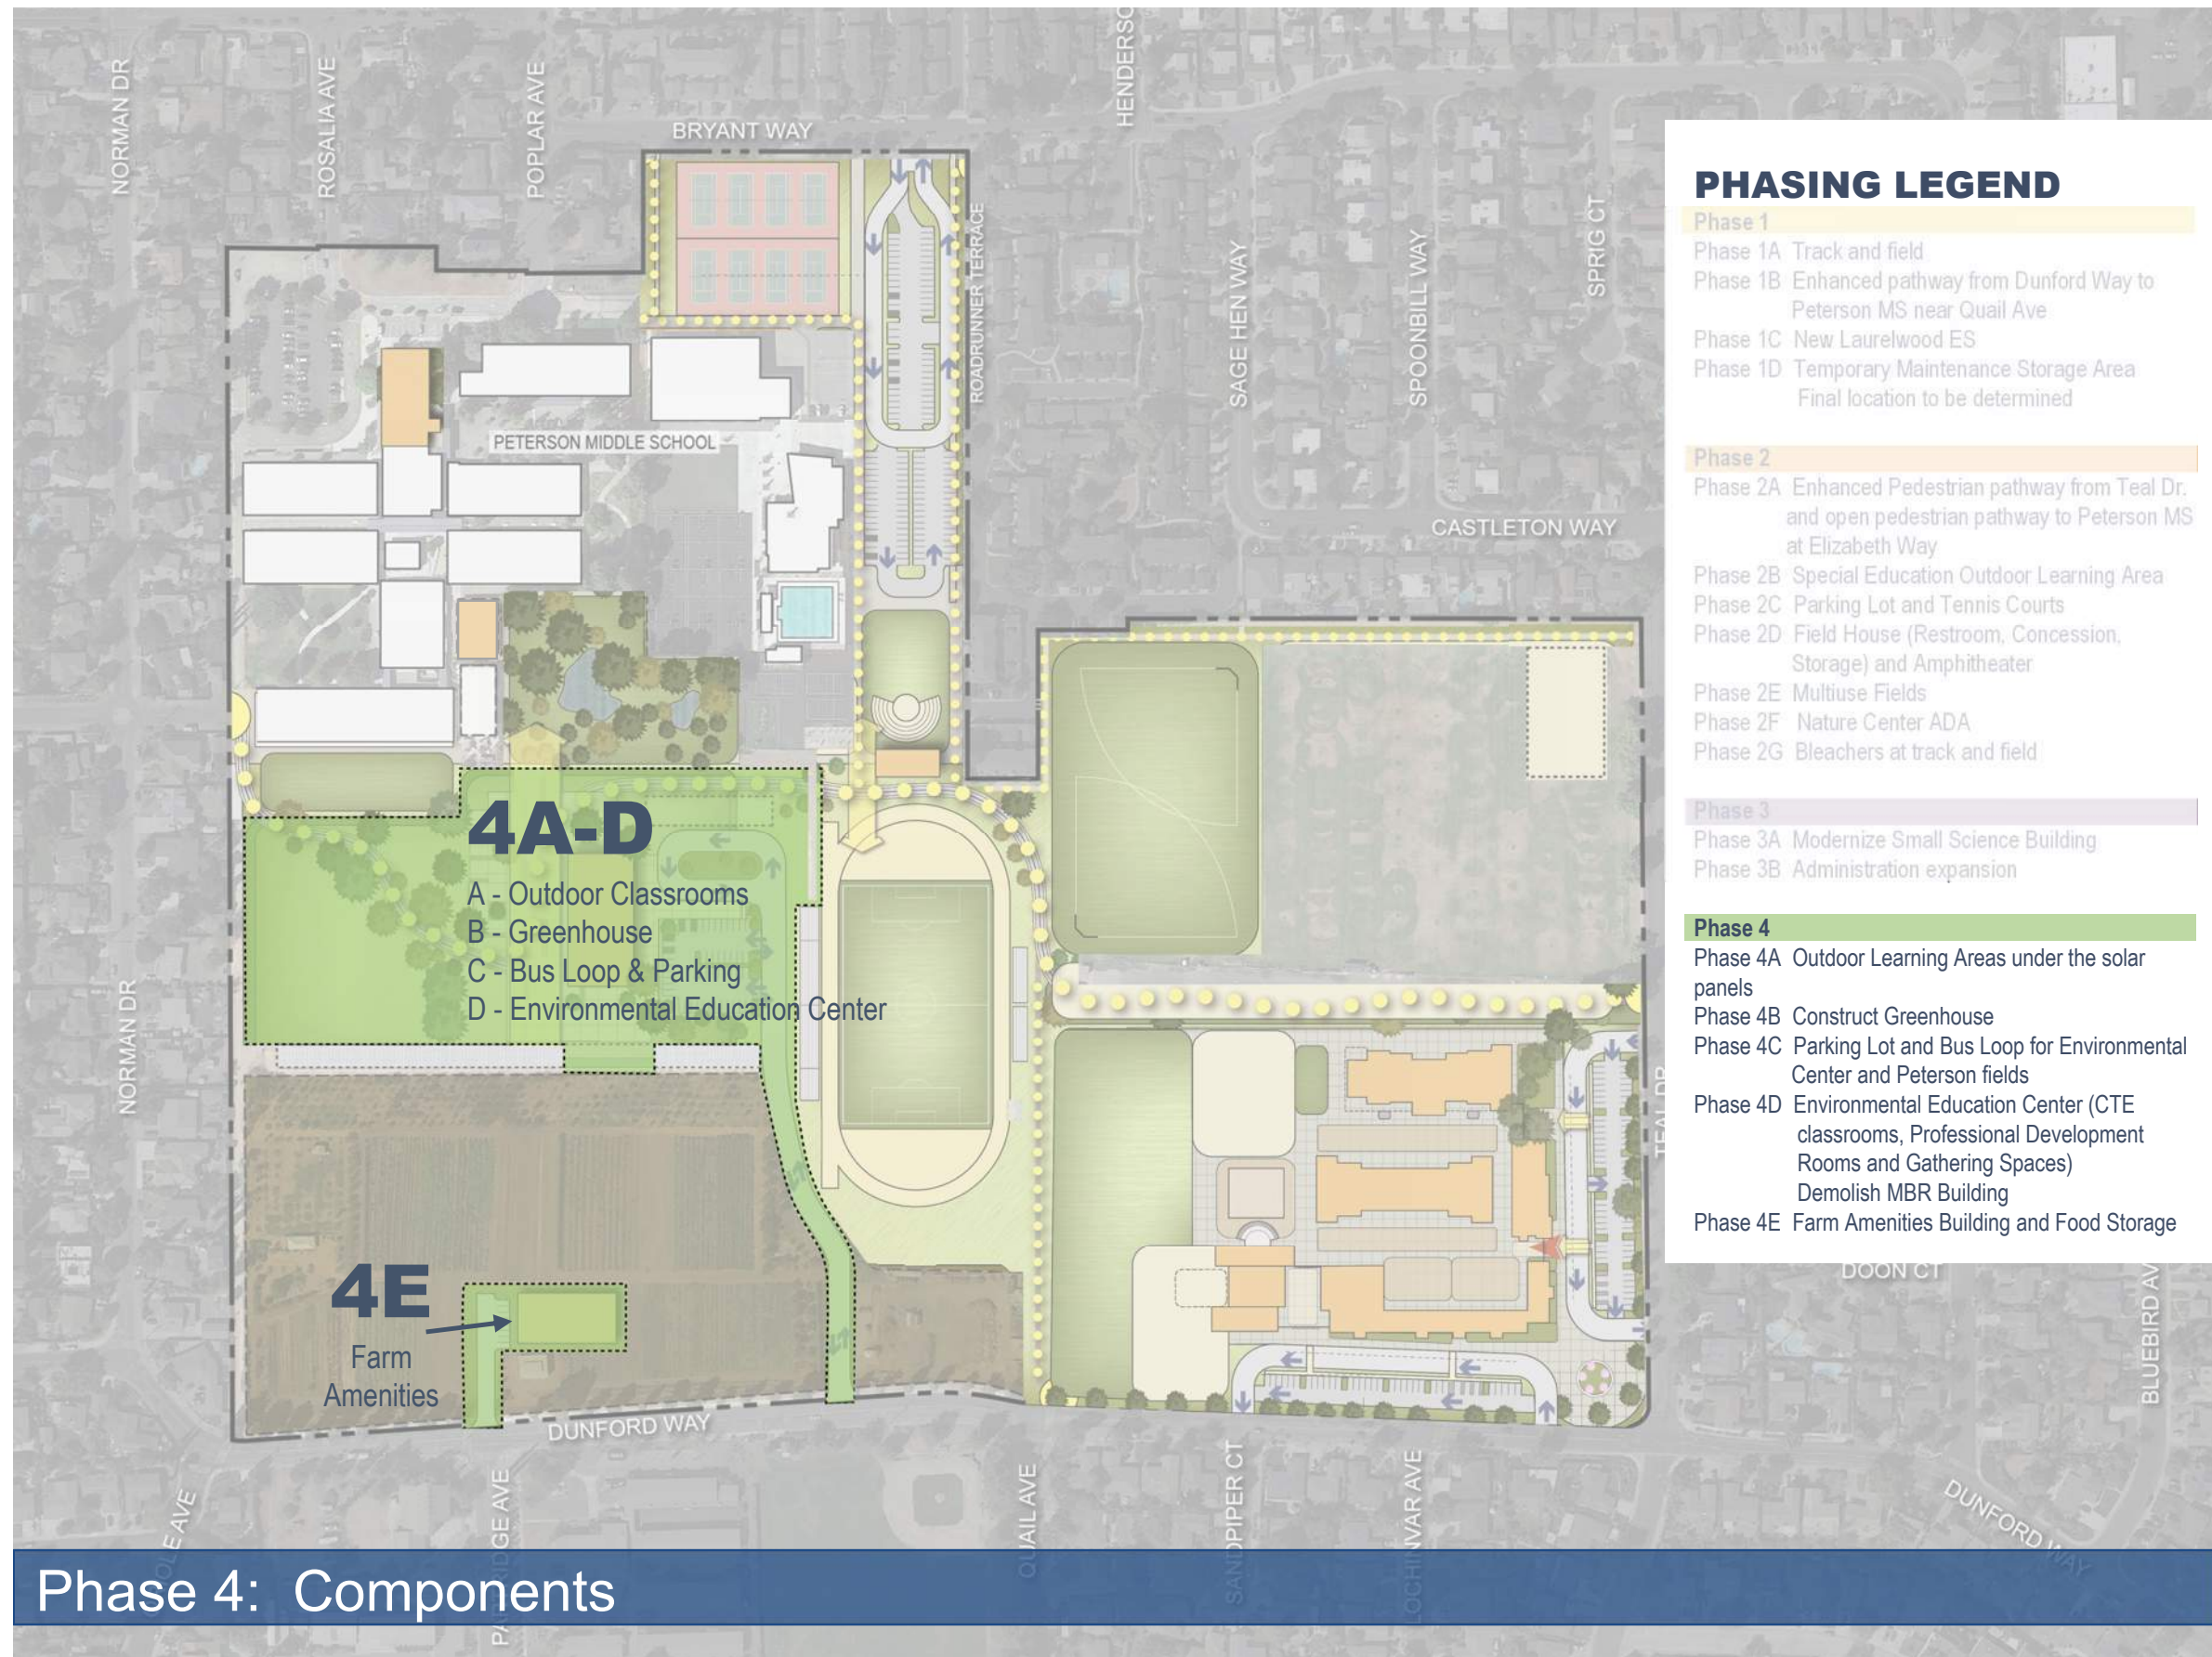 HENDERSO
NORMAN DR
ROSALIA AVE
POPLAR AVE
BRYANT WAY
ROADRUNNER TERRACE
SAGE HEN WAY
SPOONBILL WAY
SPRIG CT
CASTLETON WAY
PETERSON MIDDLE SCHOOL
4A-D
A - Outdoor Classrooms
B - Greenhouse
C - Bus Loop & Parking
D - Environmental Education Center
NORMAN DR
TEAL DR
4E
Farm
Amenities
DUNFORD WAY
DOON CT
BLUEBIRD AV
OLE AVE
PARTRIDGE AVE
QUAIL AVE
SANDPIPER CT
LOCHINVAR AVE
DUNFORD WAY
PHASING LEGEND
Phase 1
Phase 1A Track and field
Phase 1B Enhanced pathway from Dunford Way to
Peterson MS near Quail Ave
Phase 1C New Laurelwood ES
Phase 1D Temporary Maintenance Storage Area
Final location to be determined
Phase 2
Phase 2A Enhanced Pedestrian pathway from Teal Dr.
and open pedestrian pathway to Peterson MS
at Elizabeth Way
Phase 2B Special Education Outdoor Learning Area
Phase 2C Parking Lot and Tennis Courts
Phase 2D Field House (Restroom, Concession,
Storage) and Amphitheater
Phase 2E Multiuse Fields
Phase 2F Nature Center ADA
Phase 2G Bleachers at track and field
Phase 3
Phase 3A Modernize Small Science Building
Phase 3B Administration expansion
Phase 4
Phase 4A Outdoor Learning Areas under the solar
panels
Phase 4B Construct Greenhouse
Phase 4C Parking Lot and Bus Loop for Environmental
Center and Peterson fields
Phase 4D Environmental Education Center (CTE
classrooms, Professional Development
Rooms and Gathering Spaces)
Demolish MBR Building
Phase 4E Farm Amenities Building and Food Storage
Phase 4: Components